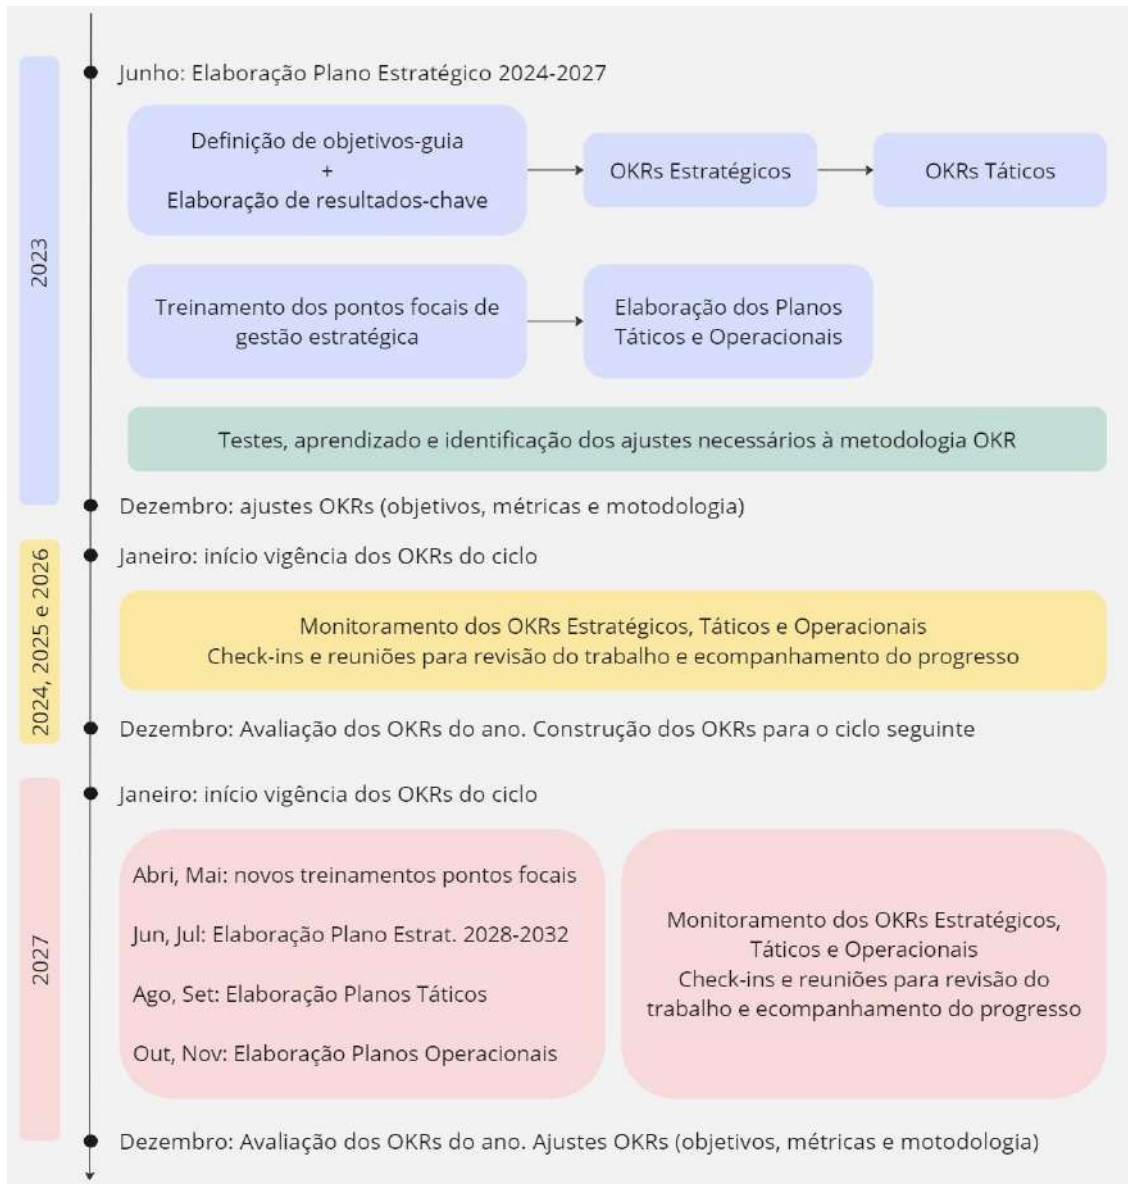 2023
Junho: Elaboração Plano Estratégico 2024-2027
Definição de objetivos-guia
+
Elaboração de resultados-chave
OKRs Estratégicos
OKRs Táticos
Treinamento dos pontos focais de
gestão estratégica
Elaboração dos Planos
Táticos e Operacionais
Testes, aprendizado e identificação dos ajustes necessários à metodologia OKR
Dezembro: ajustes OKRs (objetivos, métricas e motodologia)
2024, 2025 e 2026
Janeiro: início vigência dos OKRs do ciclo
Monitoramento dos OKRs Estratégicos, Táticos e Operacionais
Check-ins e reuniões para revisão do trabalho e ecompanhamento do progresso
Dezembro: Avaliação dos OKRs do ano. Construção dos OKRs para o ciclo seguinte
2027
Janeiro: início vigência dos OKRs do ciclo
Abri, Mai: novos treinamentos pontos focais
Jun, Jul: Elaboração Plano Estrat. 2028-2032
Ago, Set: Elaboração Planos Táticos
Out, Nov: Elaboração Planos Operacionais
Monitoramento dos OKRs Estratégicos,
Táticos e Operacionais
Check-ins e reuniões para revisão do
trabalho e ecompanhamento do progresso
Dezembro: Avaliação dos OKRs do ano. Ajustes OKRs (objetivos, métricas e motodologia)